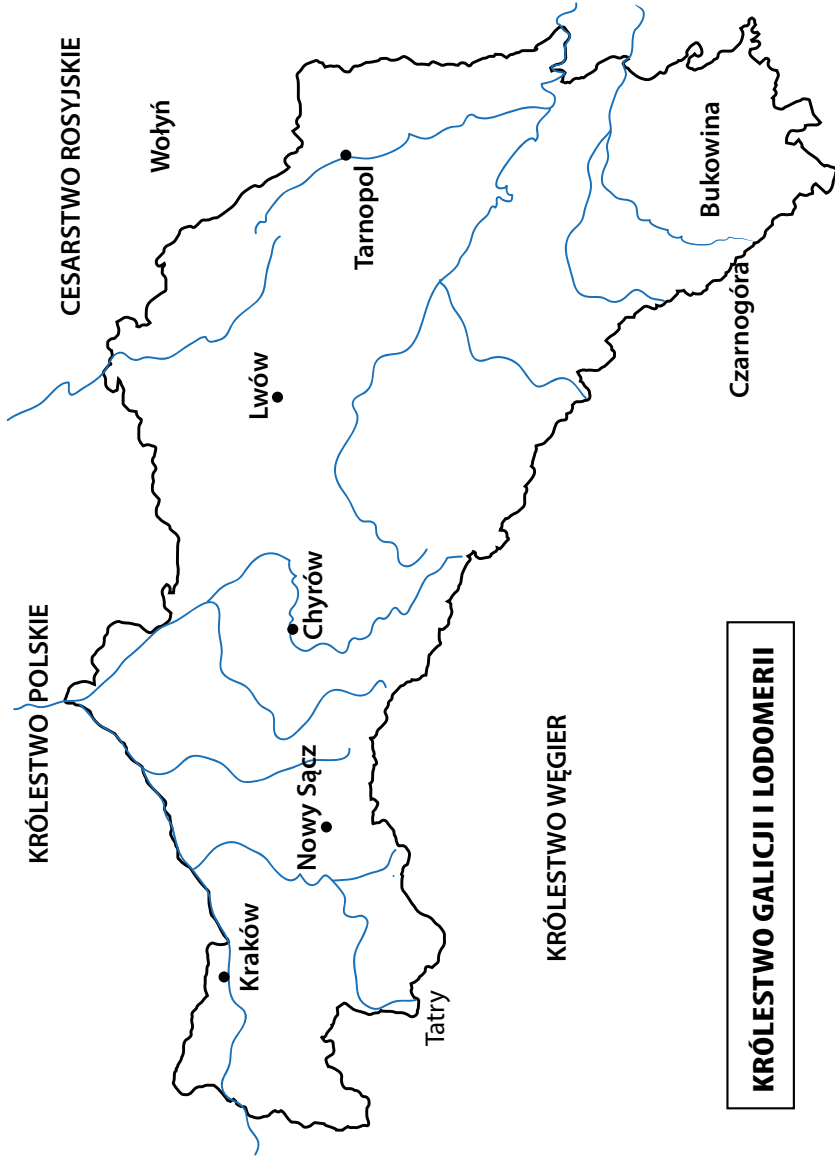 KRÓLESTWO POLSKIE
CESARSTWO ROSYJSKIE
Wołyń
Kraków
Nowy Sącz
Chyrów
Lwów
Tarnopol
Tatry
Czarnogóra
Bukowina
KRÓLESTWO WĘGIER
KRÓLESTWO GALICJI I LODOMERII